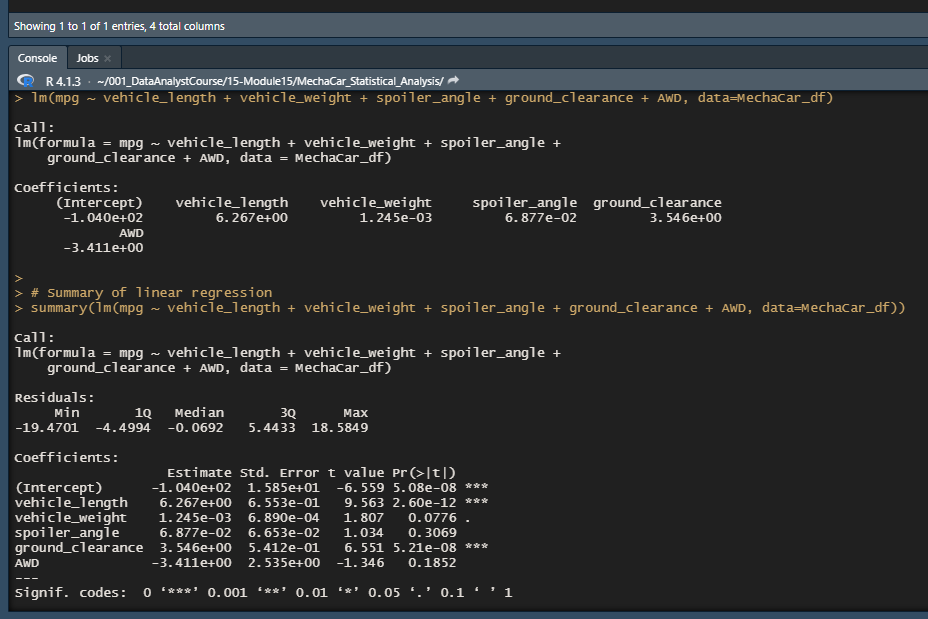 Showing 1 to 1 of 1 entries, 4 total columns
Console Jobs ×
R 4.1.3 · ~/001_DataAnalystCourse/15-Module15/MechaCar_Statistical_Analysis/
> lm(mpg ~ vehicle_length + vehicle_weight + spoiler_angle + ground_clearance + AWD, data=MechaCar_df)
Call:
lm(formula = mpg ~ vehicle_length + vehicle_weight + spoiler_angle +
    ground_clearance + AWD, data = MechaCar_df)
Coefficients:
     (Intercept)    vehicle_length    vehicle_weight     spoiler_angle  ground_clearance
      -1.040e+02         6.267e+00         1.245e-03         6.877e-02         3.546e+00
             AWD
      -3.411e+00
>
> # Summary of linear regression
> summary(lm(mpg ~ vehicle_length + vehicle_weight + spoiler_angle + ground_clearance + AWD, data=MechaCar_df))
Call:
lm(formula = mpg ~ vehicle_length + vehicle_weight + spoiler_angle +
    ground_clearance + AWD, data = MechaCar_df)
Residuals:
     Min       1Q   Median       3Q      Max
-19.4701  -4.4994  -0.0692   5.4433  18.5849
Coefficients:
                   Estimate Std. Error t value Pr(>|t|)
(Intercept)      -1.040e+02  1.585e+01  -6.559 5.08e-08 ***
vehicle_length    6.267e+00  6.553e-01   9.563 2.60e-12 ***
vehicle_weight    1.245e-03  6.890e-04   1.807   0.0776 .
spoiler_angle     6.877e-02  6.653e-02   1.034   0.3069
ground_clearance  3.546e+00  5.412e-01   6.551 5.21e-08 ***
AWD              -3.411e+00  2.535e+00  -1.346   0.1852
---
Signif. codes:  0 ‘***’ 0.001 ‘**’ 0.01 ‘*’ 0.05 ‘.’ 0.1 ‘ ’ 1